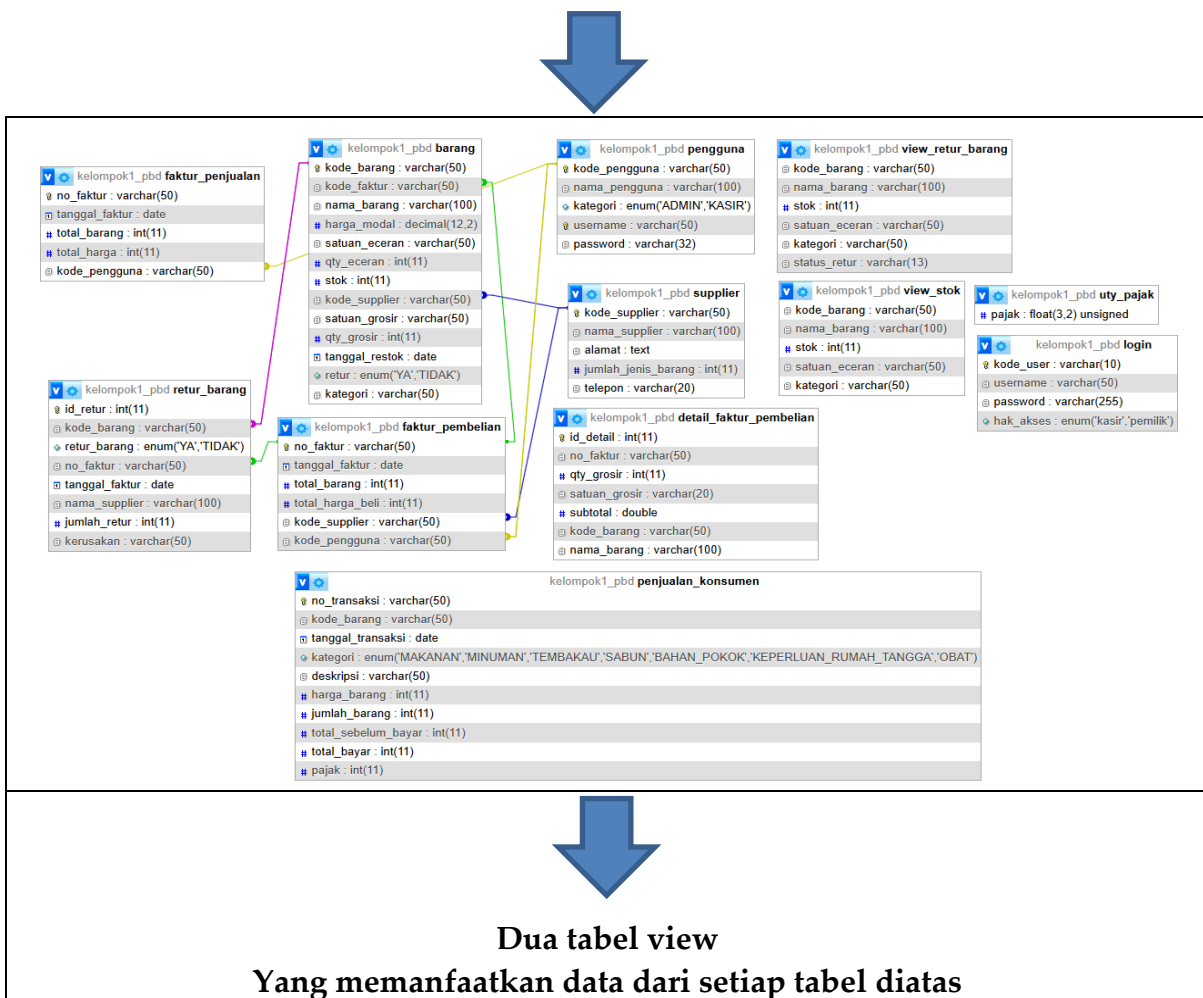 kelompok1_pbd faktur_penjualan
no_faktur : varchar(50)
tanggal_faktur : date
total_barang : int(11)
total_harga : int(11)
kode_pengguna : varchar(50)
kelompok1_pbd barang
kode_barang : varchar(50)
kode_faktur : varchar(50)
nama_barang : varchar(100)
harga_modal : decimal(12,2)
satuan_eceran : varchar(50)
qty_eceran : int(11)
stok : int(11)
kode_supplier : varchar(50)
satuan_grosir : varchar(50)
qty_grosir : int(11)
tanggal_restok : date
retur : enum('YA','TIDAK')
kategori : varchar(50)
kelompok1_pbd pengguna
kode_pengguna : varchar(50)
nama_pengguna : varchar(100)
kategori : enum('ADMIN','KASIR')
username : varchar(50)
password : varchar(32)
kelompok1_pbd view_retur_barang
kode_barang : varchar(50)
nama_barang : varchar(100)
stok : int(11)
satuan_eceran : varchar(50)
kategori : varchar(50)
status_retur : varchar(13)
kelompok1_pbd supplier
kode_supplier : varchar(50)
nama_supplier : varchar(100)
alamat : text
jumlah_jenis_barang : int(11)
telepon : varchar(20)
kelompok1_pbd view_stok
kode_barang : varchar(50)
nama_barang : varchar(100)
stok : int(11)
satuan_eceran : varchar(50)
kategori : varchar(50)
kelompok1_pbd uty_pajak
pajak : float(3,2) unsigned
kelompok1_pbd login
kode_user : varchar(10)
username : varchar(50)
password : varchar(255)
hak_akses : enum('kasir','pemilik')
kelompok1_pbd retur_barang
id_retur : int(11)
kode_barang : varchar(50)
retur_barang : enum('YA','TIDAK')
no_faktur : varchar(50)
tanggal_faktur : date
nama_supplier : varchar(100)
jumlah_retur : int(11)
kerusakan : varchar(50)
kelompok1_pbd faktur_pembelian
no_faktur : varchar(50)
tanggal_faktur : date
total_barang : int(11)
total_harga_beli : int(11)
kode_supplier : varchar(50)
kode_pengguna : varchar(50)
kelompok1_pbd detail_faktur_pembelian
id_detail : int(11)
no_faktur : varchar(50)
qty_grosir : int(11)
satuan_grosir : varchar(20)
subtotal : double
kode_barang : varchar(50)
nama_barang : varchar(100)
kelompok1_pbd penjualan_konsumen
no_transaksi : varchar(50)
kode_barang : varchar(50)
tanggal_transaksi : date
kategori : enum('MAKANAN','MINUMAN','TEMBAKAU','SABUN','BAHAN_POKOK','KEPERLUAN_RUMAH_TANGGA','OBAT')
deskripsi : varchar(50)
harga_barang : int(11)
jumlah_barang : int(11)
total_sebelum_bayar : int(11)
total_bayar : int(11)
pajak : int(11)
Dua tabel view
Yang memanfaatkan data dari setiap tabel diatas